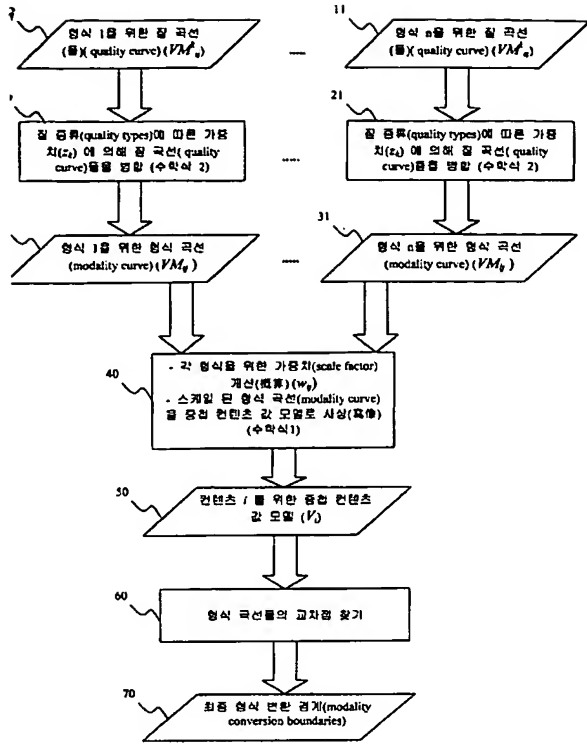 11
형식 1을 위한 질 곡선
(들)( quality curve) (VMᵏᵢⱼ)
.....
형식 n을 위한 질 곡선
(들)( quality curve) (VMᵏᵢⱼ)
21
질 종류(quality types)에 따른 가중
치(zₖ) 에 의해 질 곡선( quality
curve)들을 병합 (수학식 2)
.....
질 종류(quality types)에 따른 가중
치(zₖ) 에 의해 질 곡선( quality
curve)중첩 병합 (수학식 2)
31
형식 1을 위한 형식 곡선
(modality curve) (VMᵢⱼ)
.....
형식 n을 위한 형식 곡선
(modality curve) (VMᵢⱼ)
40
- 각 형식을 위한 가중치(scale factor)
계산(槪算) (wᵢⱼ)
- 스케일 된 형식 곡선(modality curve)
을 중첩 컨텐츠 값 모델로 사상(寫像)
(수학식1)
50
컨텐츠 i 를 위한 중첩 컨텐츠
값 모델 (Vᵢ)
60
형식 곡선들의 교차점 찾기
70
최종 형식 변환 경계(modality
conversion boundaries)